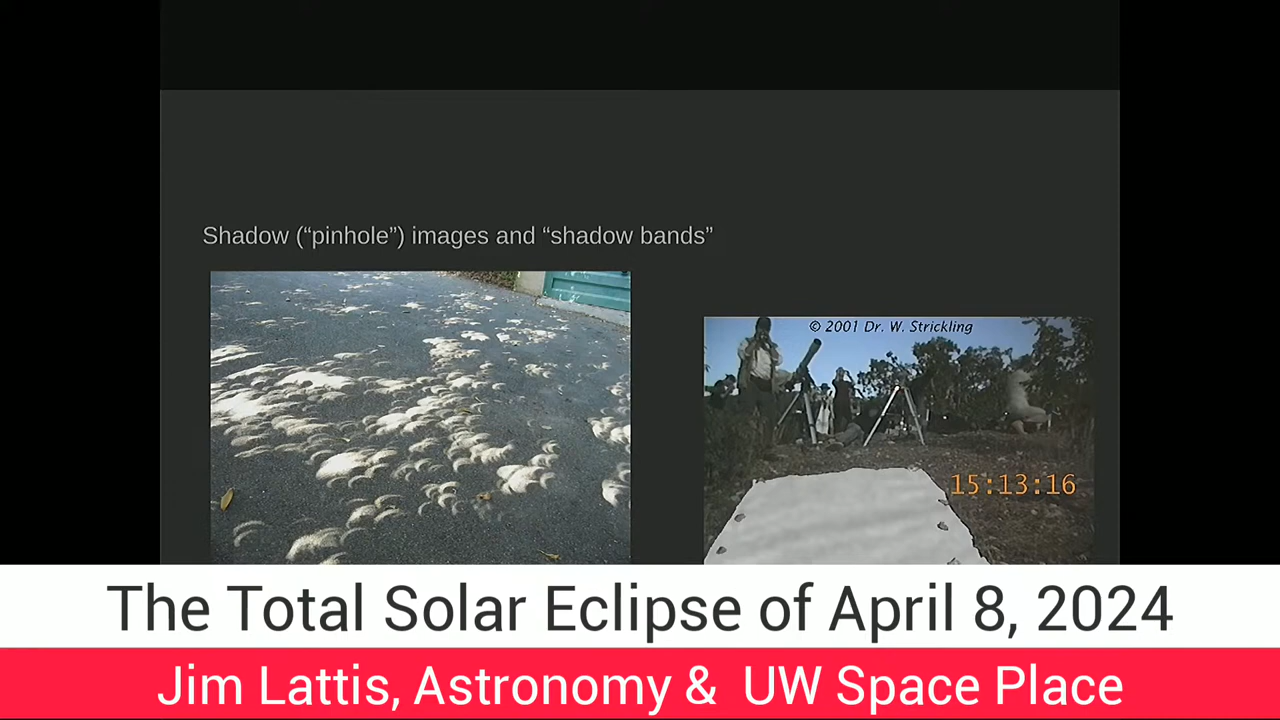 Shadow (“pinhole”) images and “shadow bands”
© 2001 Dr. W. Strickling
15:13:16
The Total Solar Eclipse of April 8, 2024
Jim Lattis, Astronomy & UW Space Place